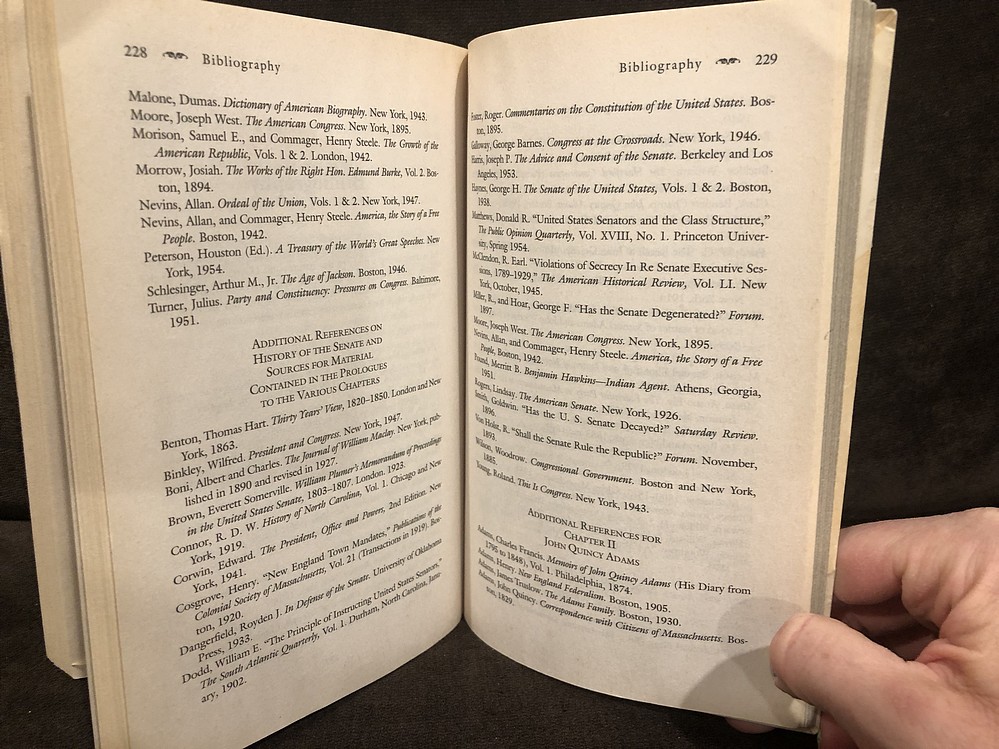 228 Bibliography
Malone, Dumas. Dictionary of American Biography. New York, 1943.
Moore, Joseph West. The American Congress. New York, 1895.
Morison, Samuel E., and Commager, Henry Steele. The Growth of the
American Republic, Vols. 1 & 2. London, 1942.
Morrow, Josiah. The Works of the Right Hon. Edmund Burke, Vol. 2. Bos-
ton, 1894.
Nevins, Allan. Ordeal of the Union, Vols. 1 & 2. New York, 1947.
Nevins, Allan, and Commager, Henry Steele. America, the Story of a Free
People. Boston, 1942.
Peterson, Houston (Ed.). A Treasury of the World's Great Speeches. New
York, 1954.
Schlesinger, Arthur M., Jr. The Age of Jackson. Boston, 1946.
Turner, Julius. Party and Constituency: Pressures on Congress. Baltimore,
1951.
ADDITIONAL REFERENCES ON
HISTORY OF THE SENATE AND
SOURCES FOR MATERIAL
CONTAINED IN THE PROLOGUES
TO THE VARIOUS CHAPTERS
Benton, Thomas Hart. Thirty Years' View, 1820–1850. London and New
York, 1863.
Binkley, Wilfred. President and Congress. New York, 1947.
Boni, Albert and Charles. The Journal of William Maclay. New York, pub-
lished in 1890 and revised in 1927.
Brown, Everett Somerville. William Plumer's Memorandum of Proceedings
in the United States Senate, 1803–1807. London. 1923.
Connor, R. D. W. History of North Carolina, Vol. 1. Chicago and New
York, 1919.
Corwin, Edward. The President, Office and Powers, 2nd Edition. New
York, 1941.
Cosgrove, Henry. "New England Town Mandates," Publications of the
Colonial Society of Massachusetts, Vol. 21 (Transactions in 1919). Bos-
ton, 1920.
Dangerfield, Royden J. In Defense of the Senate. University of Oklahoma
Press, 1933.
Dodd, William E. "The Principle of Instructing United States Senators,"
The South Atlantic Quarterly, Vol. 1. Durham, North Carolina, Janu-
ary, 1902.
Bibliography 229
Roger. Commentaries on the Constitution of the United States. Bos-
ton, 1895.
Galloway, George Barnes. Congress at the Crossroads. New York, 1946.
Harris, Joseph P. The Advice and Consent of the Senate. Berkeley and Los
Angeles, 1953.
Haynes, George H. The Senate of the United States, Vols. 1 & 2. Boston,
1938.
Matthews, Donald R. "United States Senators and the Class Structure,"
The Public Opinion Quarterly, Vol. XVIII, No. 1. Princeton Univer-
sity, Spring 1954.
McClendon, R. Earl. "Violations of Secrecy In Re Senate Executive Ses-
sions, 1789–1929," The American Historical Review, Vol. LI. New
York, October, 1945.
Miller, R., and Hoar, George F. "Has the Senate Degenerated?" Forum.
1897.
Moore, Joseph West. The American Congress. New York, 1895.
Nevins, Allan, and Commager, Henry Steele. America, the Story of a Free
People, Boston, 1942.
Pound, Merritt B. Benjamin Hawkins—Indian Agent. Athens, Georgia,
1951.
Rogers, Lindsay. The American Senate. New York, 1926.
Smith, Goldwin. "Has the U. S. Senate Decayed?" Saturday Review.
1896.
Von Holst, R. "Shall the Senate Rule the Republic?" Forum. November,
1893.
Wilson, Woodrow. Congressional Government. Boston and New York,
1885.
Young, Roland. This Is Congress. New York, 1943.
ADDITIONAL REFERENCES FOR
CHAPTER II
JOHN QUINCY ADAMS
Adams, Charles Francis. Memoirs of John Quincy Adams (His Diary from
1795 to 1848), Vol. 1. Philadelphia, 1874.
Adams, Henry. New England Federalism. Boston, 1905.
Adams, James Truslow. The Adams Family. Boston, 1930.
Adams, John Quincy. Correspondence with Citizens of Massachusetts. Bos-
ton, 1829.